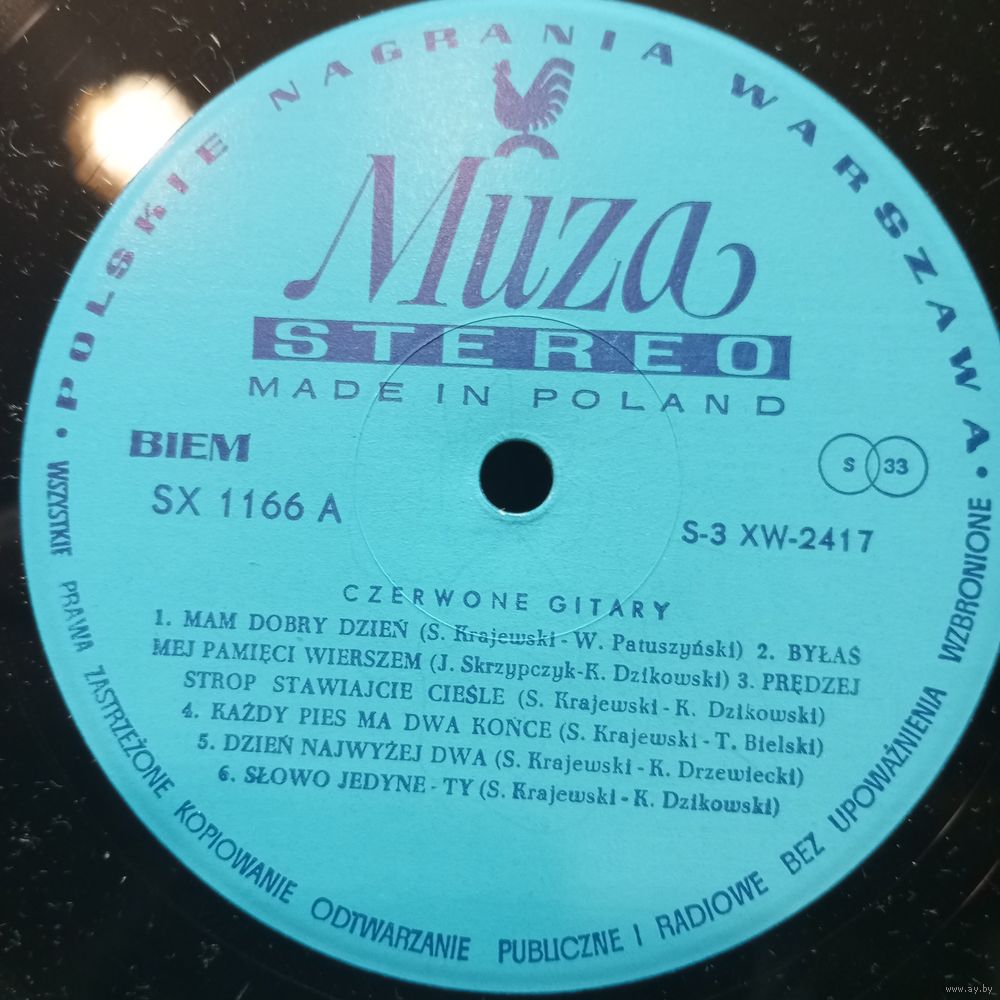 • POLSKIE NAGRANIA WARSZAWA •
Muza
STEREO
MADE IN POLAND
BIEM
S 33
SX 1166 A
S-3 XW-2417
CZERWONE GITARY
1. MAM DOBRY DZIEŃ (S. Krajewski - W. Patuszyński) 2. BYŁAŚ
MEJ PAMIĘCI WIERSZEM (J. Skrzypczyk-K. Dzikowski) 3. PRĘDZEJ
STROP STAWIAJCIE CIEŚLE (S. Krajewski - K. Dzikowski)
4. KAŻDY PIES MA DWA KOŃCE (S. Krajewski - T. Bielski)
5. DZIEŃ NAJWYŻEJ DWA (S. Krajewski - K. Drzewiecki)
6. SŁOWO JEDYNE - TY (S. Krajewski - K. Dzikowski)
WSZYSTKIE PRAWA ZASTRZEŻONE KOPIOWANIE ODTWARZANIE PUBLICZNE I RADIOWE BEZ UPOWAŻNIENIA WZBRONIONE
www.ay.by